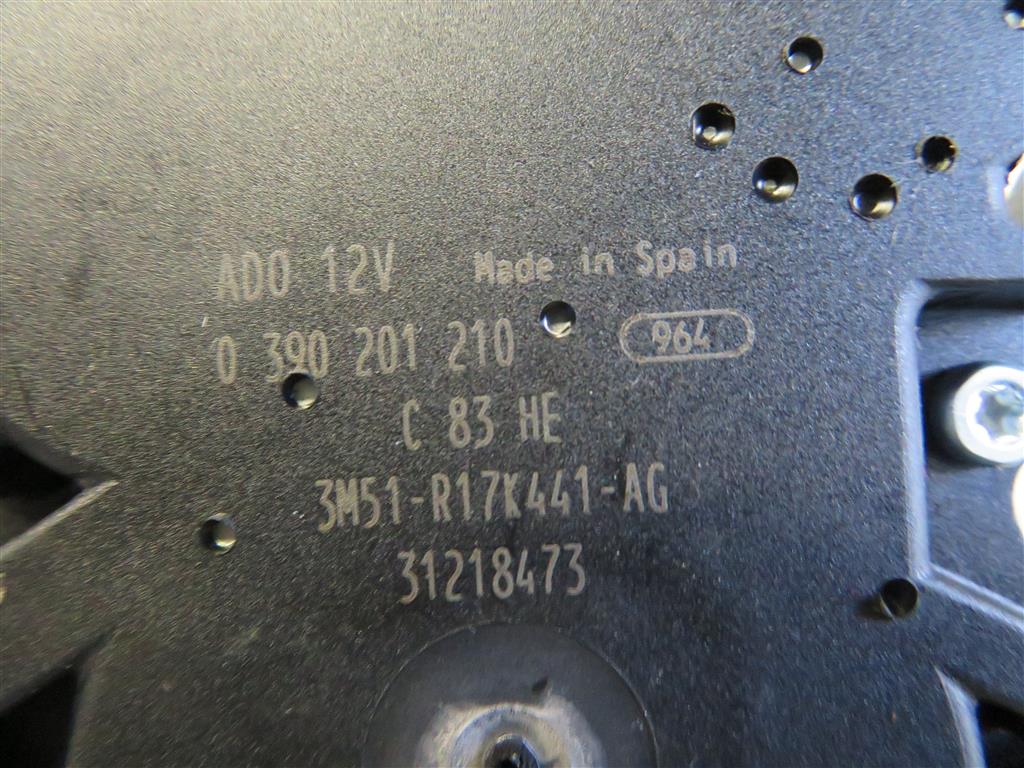 ADO 12V Made in Spain
0 390 201 210 964
C 83 HE
3M51-R17K441-AG
31218473